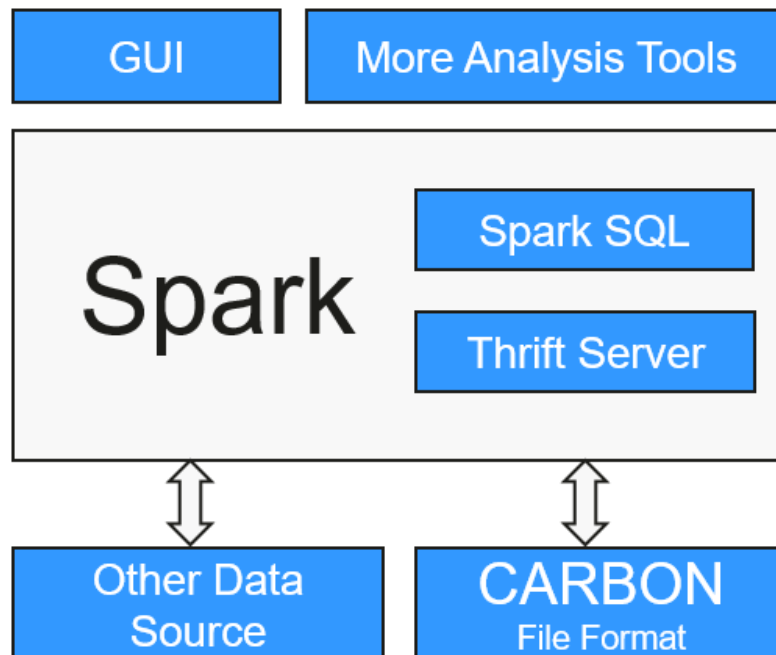 GUI
More Analysis Tools
Spark
Spark SQL
Thrift Server
Other Data
Source
CARBON
File Format